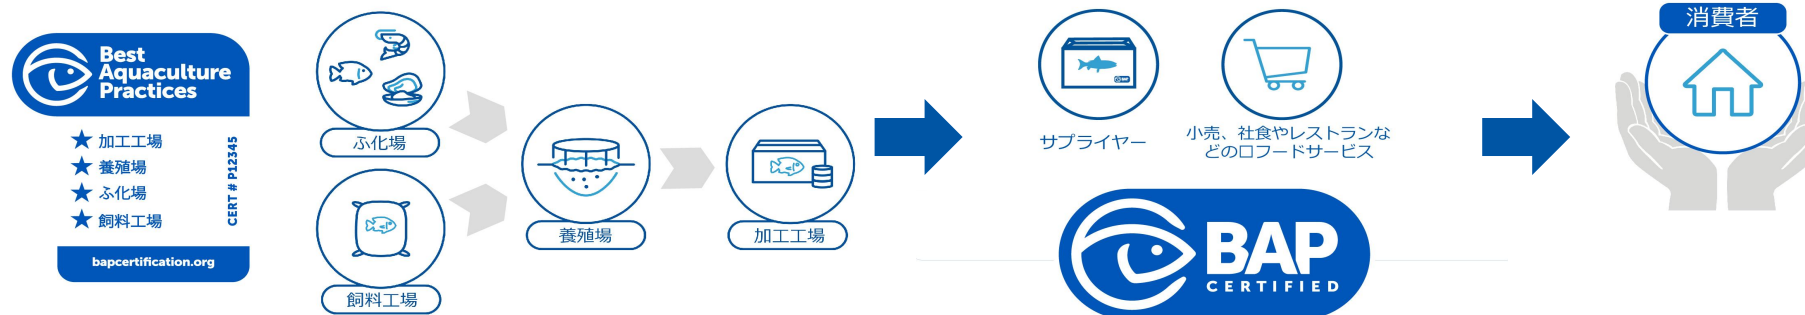 Best
Aquaculture
Practices
★ 加工工場
★ 養殖場
★ ふ化場
★ 飼料工場
CERT # P12345
bapcertification.org
ふ化場
飼料工場
養殖場
加工工場
サプライヤー
小売、社食やレストランな
どの口フードサービス
BAP
CERTIFIED
消費者